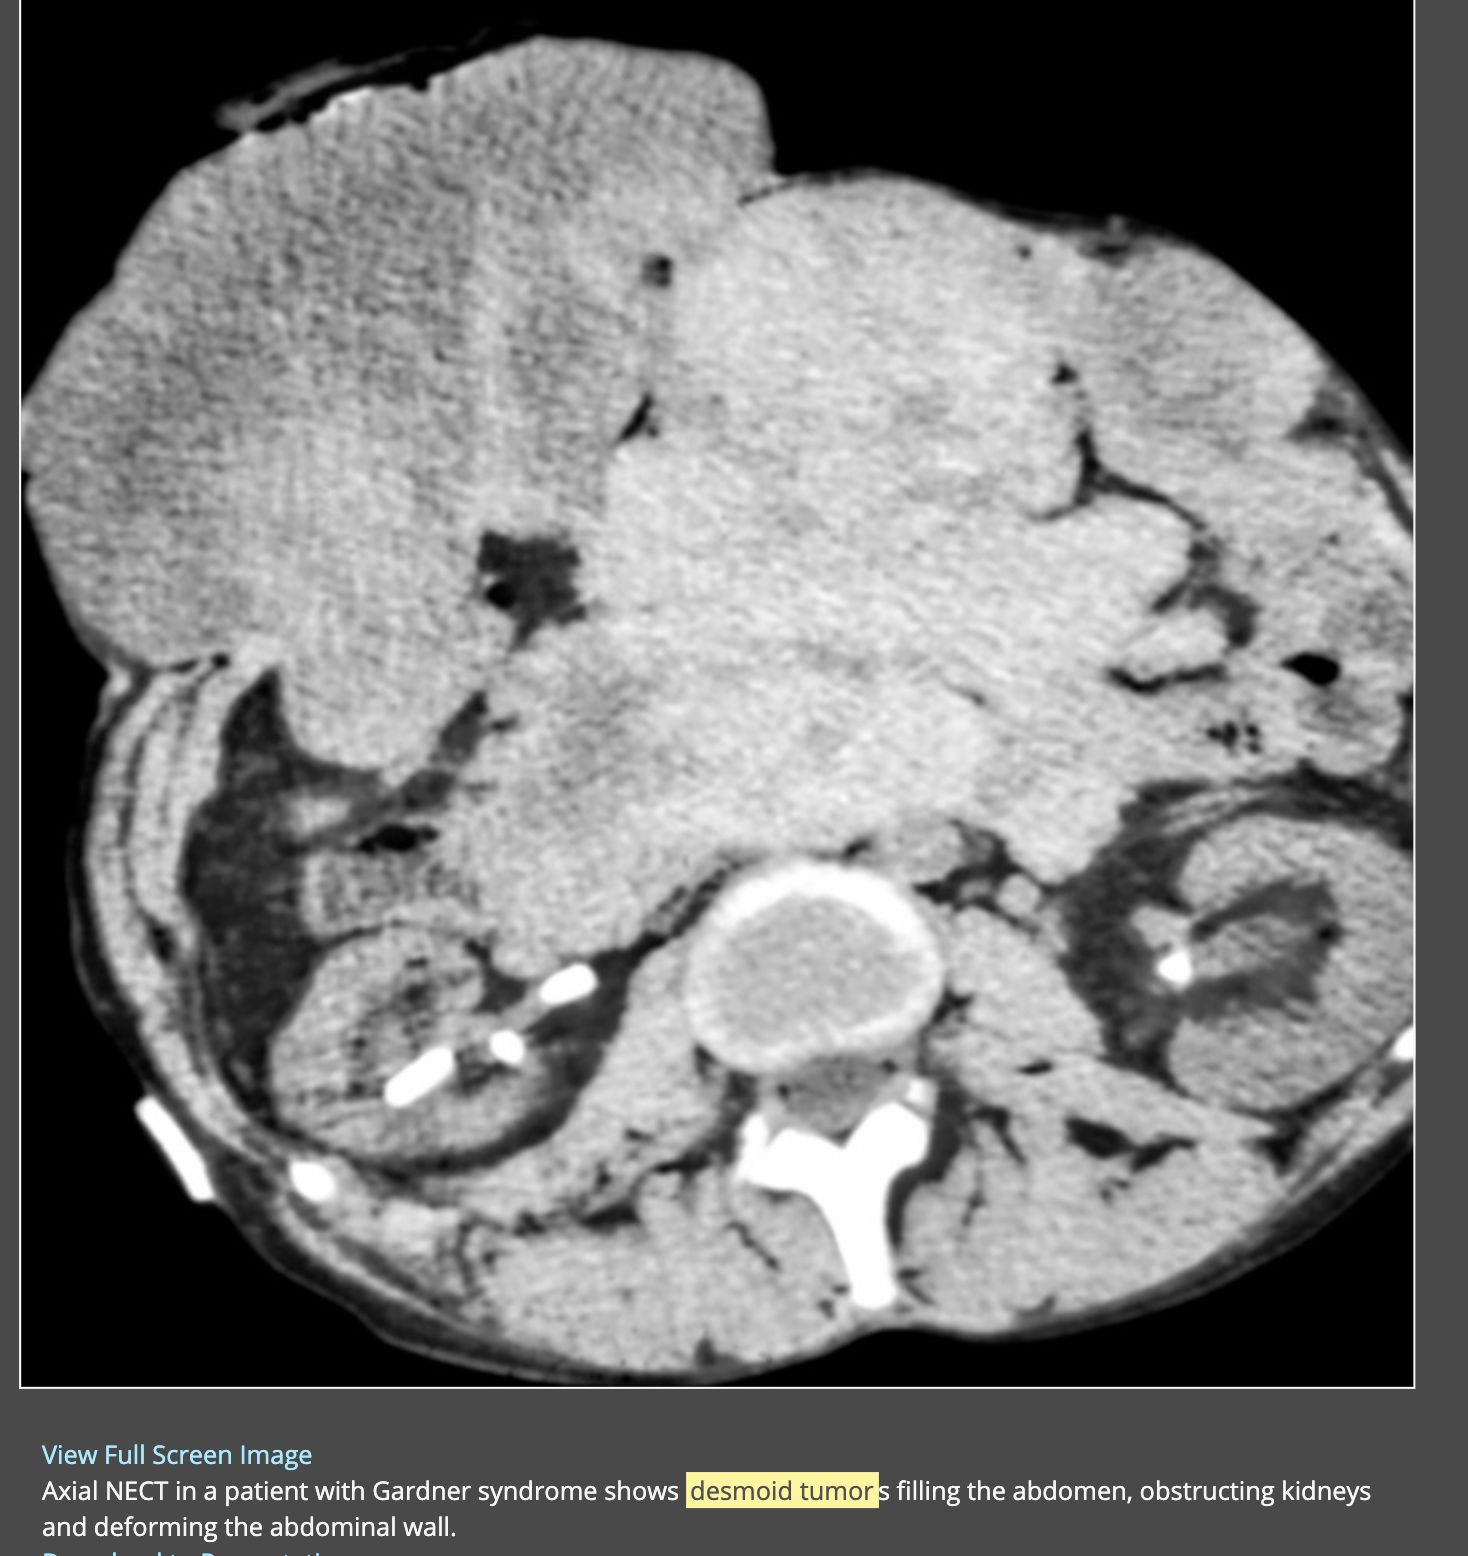 View Full Screen Image
Axial NECT in a patient with Gardner syndrome shows desmoid tumors filling the abdomen, obstructing kidneys
and deforming the abdominal wall.